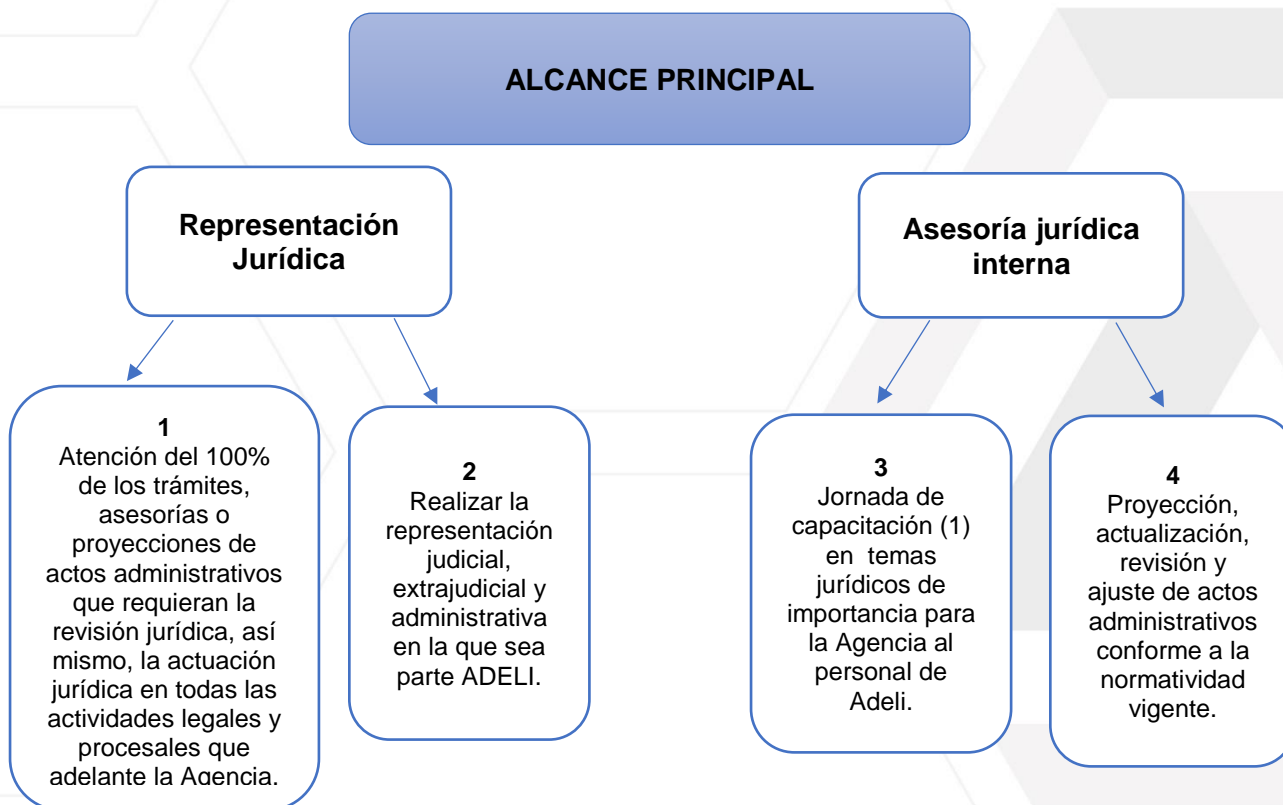 ALCANCE PRINCIPAL
Representación
Jurídica
Asesoría jurídica
interna
1
Atención del 100%
de los trámites,
asesorías o
proyecciones de
actos administrativos
que requieran la
revisión jurídica, así
mismo, la actuación
jurídica en todas las
actividades legales y
procesales que
adelante la Agencia.
2
Realizar la
representación
judicial,
extrajudicial y
administrativa
en la que sea
parte ADELI.
3
Jornada de
capacitación (1)
en temas
jurídicos de
importancia para
la Agencia al
personal de
Adeli.
4
Proyección,
actualización,
revisión y
ajuste de actos
administrativos
conforme a la
normatividad
vigente.